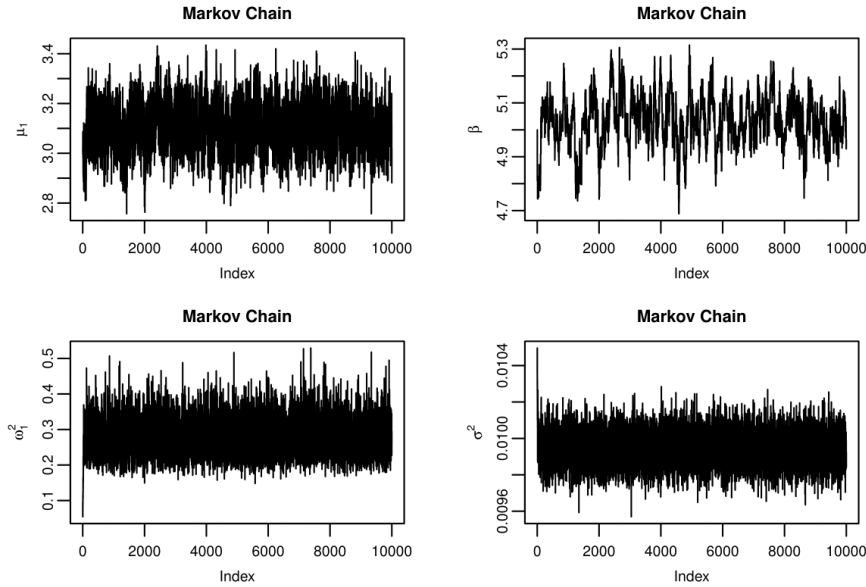 Markov Chain
μ1
3.4
3.2
3.0
2.8
0 2000 4000 6000 8000 10000
Index
Markov Chain
β
5.3
5.1
4.9
4.7
0 2000 4000 6000 8000 10000
Index
Markov Chain
ω1²
0.5
0.4
0.3
0.2
0.1
0 2000 4000 6000 8000 10000
Index
Markov Chain
σ²
0.0104
0.0100
0.0096
0 2000 4000 6000 8000 10000
Index